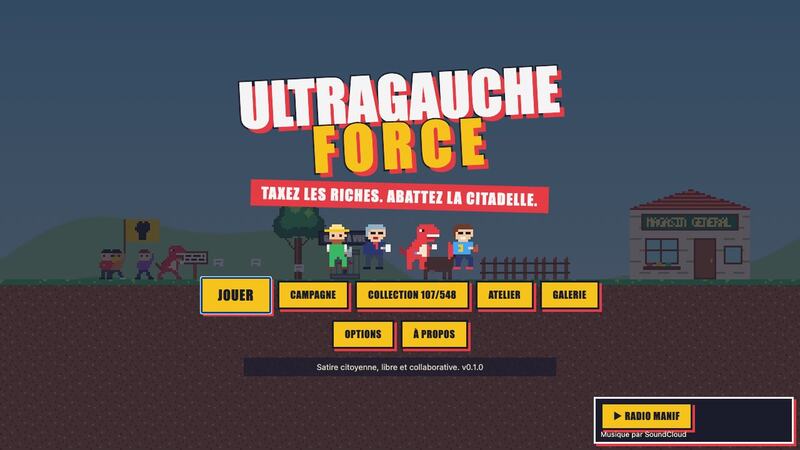 ULTRAGAUCHE
FORCE
TAXEZ LES RICHES. ABATTEZ LA CITADELLE.
MAGASIN GENERAL
JOUER
CAMPAGNE
COLLECTION 107/548
ATELIER
GALERIE
OPTIONS
À PROPOS
Satire citoyenne, libre et collaborative. v0.1.0
▶ RADIO MANIF
Musique par SoundCloud